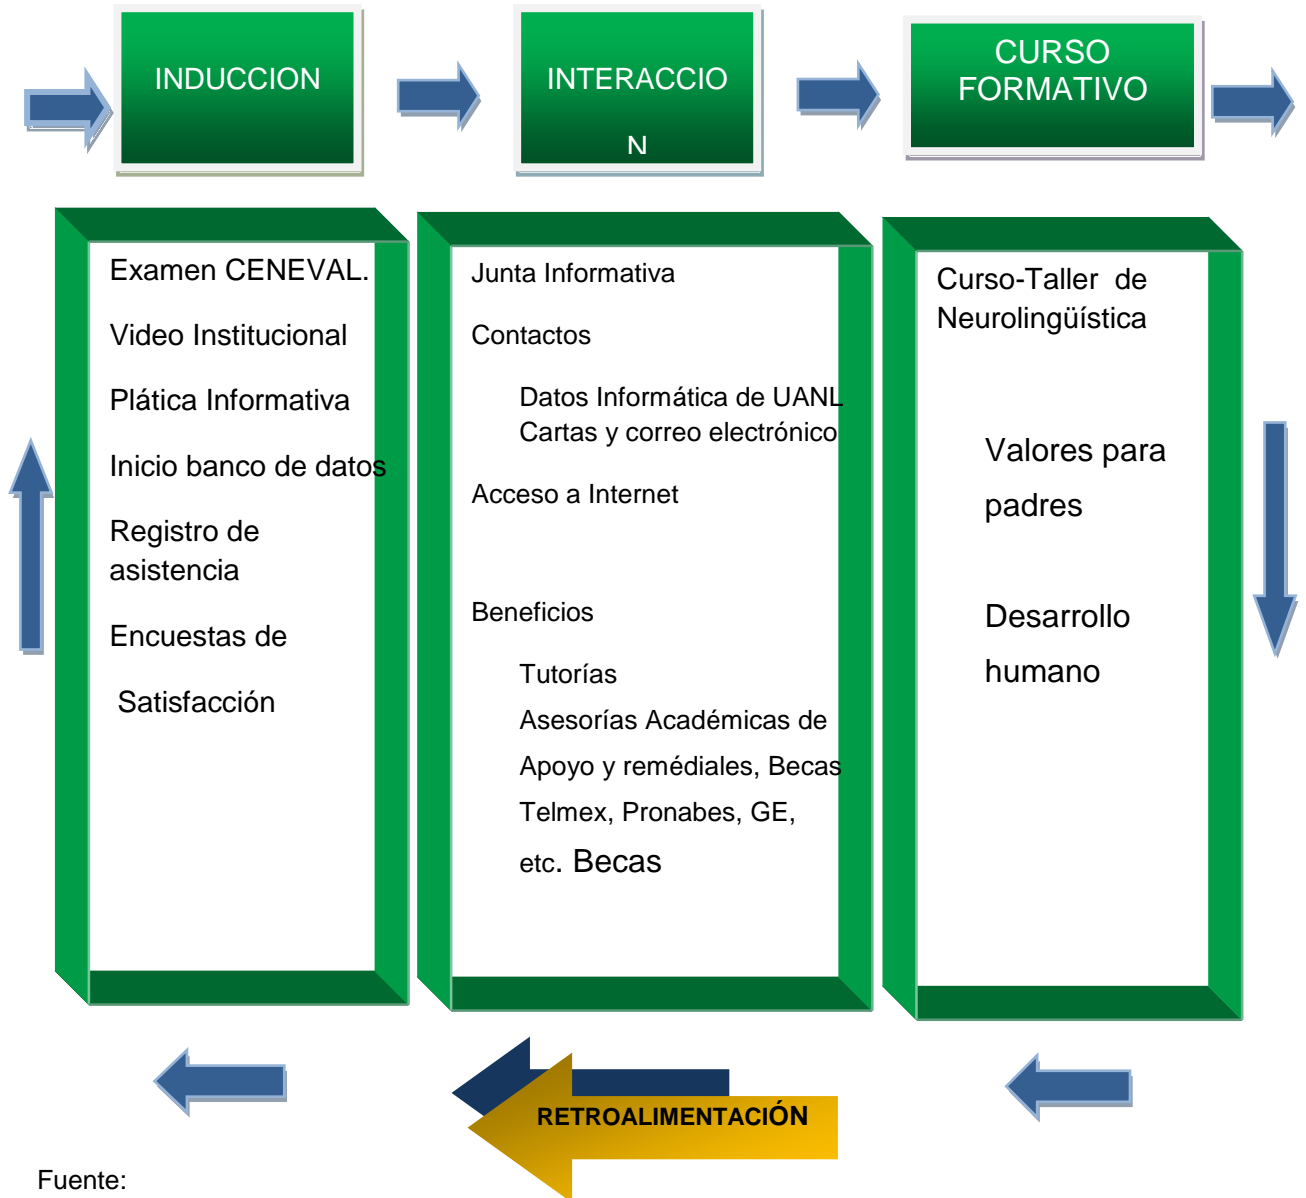 INDUCCION
INTERACCIO
N
CURSO
FORMATIVO
Examen CENEVAL.
Video Institucional
Plática Informativa
Inicio banco de datos
Registro de
asistencia
Encuestas de
Satisfacción
Junta Informativa
Contactos
Datos Informática de UANL
Cartas y correo electrónico
Acceso a Internet
Beneficios
Tutorías
Asesorías Académicas de
Apoyo y remédiales, Becas
Telmex, Pronabes, GE,
etc. Becas
Curso-Taller de
Neurolingüística
Valores para
padres
Desarrollo
humano
RETROALIMENTACIÓN
Fuente: